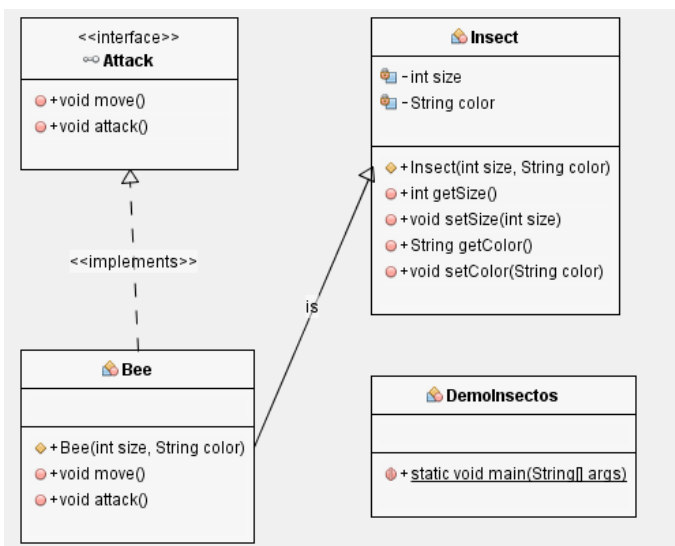 <<interface>>
Attack
+void move()
+void attack()
Insect
-int size
-String color
+Insect(int size, String color)
+int getSize()
+void setSize(int size)
+String getColor()
+void setColor(String color)
<<implements>>
is
Bee
+Bee(int size, String color)
+void move()
+void attack()
DemoInsectos
+static void main(String[] args)